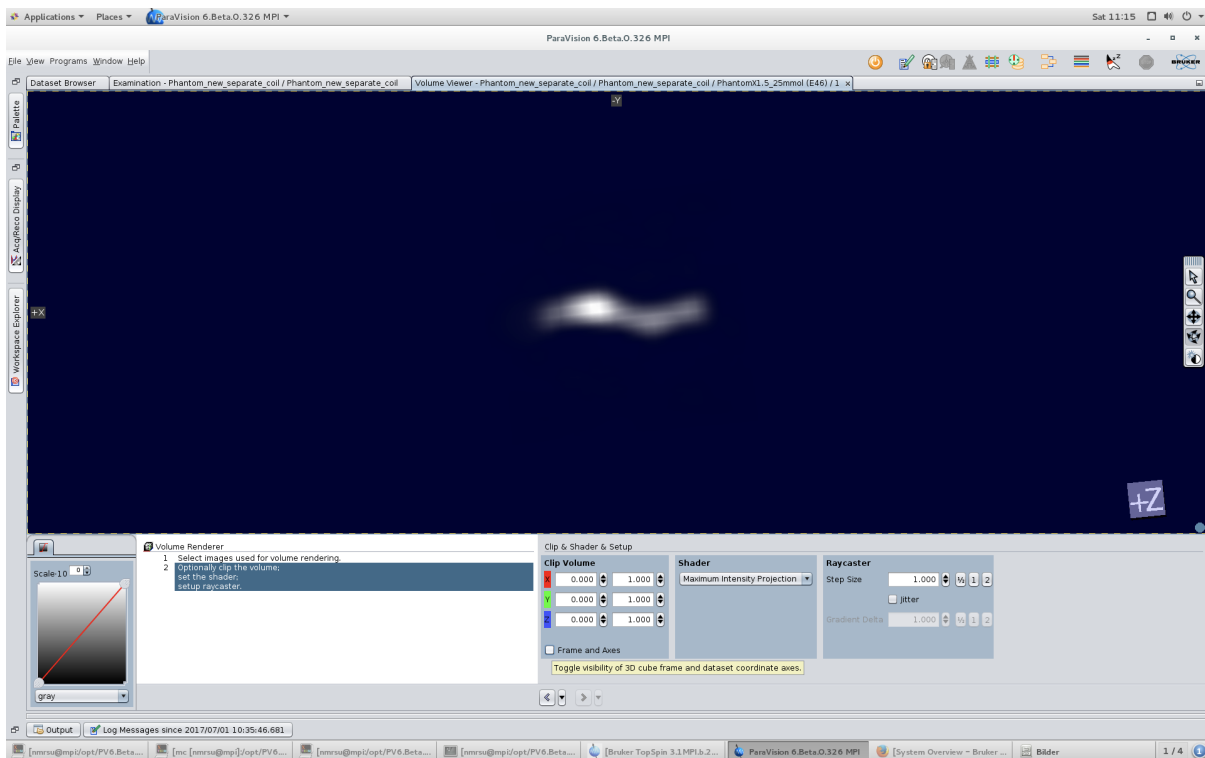 Applications Places ParaVision 6.Beta.0.326 MPI Sat 11:15
ParaVision 6.Beta.0.326 MPI
File View Programs Window Help
BRUKER
Dataset Browser Examination - Phantom_new_separate_coil / Phantom_new_separate_coil Volume Viewer - Phantom_new_separate_coil / Phantom_new_separate_coil / PhantomX1.5_25mmol (E46) / 1 x
Palette
Acq/Reco Display
Workspace Explorer
-Y
+X
+Z
Volume Renderer
1 Select images used for volume rendering.
2 Optionally clip the volume;
set the shader;
setup raycaster.
Scale·10 0
gray
Clip & Shader & Setup
Clip Volume Shader Raycaster
X 0.000 1.000 Maximum Intensity Projection Step Size 1.000 ½ 1 2
Y 0.000 1.000 Jitter
Z 0.000 1.000 Gradient Delta 1.000 ½ 1 2
Frame and Axes
Toggle visibility of 3D cube frame and dataset coordinate axes.
Output Log Messages since 2017/07/01 10:35:46.681
[nmrsu@mpi/opt/PV6.Beta.... [mc [nmrsu@mpi]:/opt/PV6.... [nmrsu@mpi/opt/PV6.Beta.... [nmrsu@mpi/opt/PV6.Beta.... [Bruker TopSpin 3.1MPI.b.2... ParaVision 6.Beta.0.326 MPI [System Overview - Bruker ... Bilder 1 / 4 1